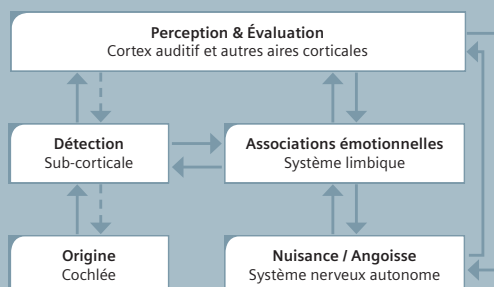 Perception & Évaluation
Cortex auditif et autres aires corticales
Détection
Sub-corticale
Associations émotionnelles
Système limbique
Origine
Cochlée
Nuisance / Angoisse
Système nerveux autonome